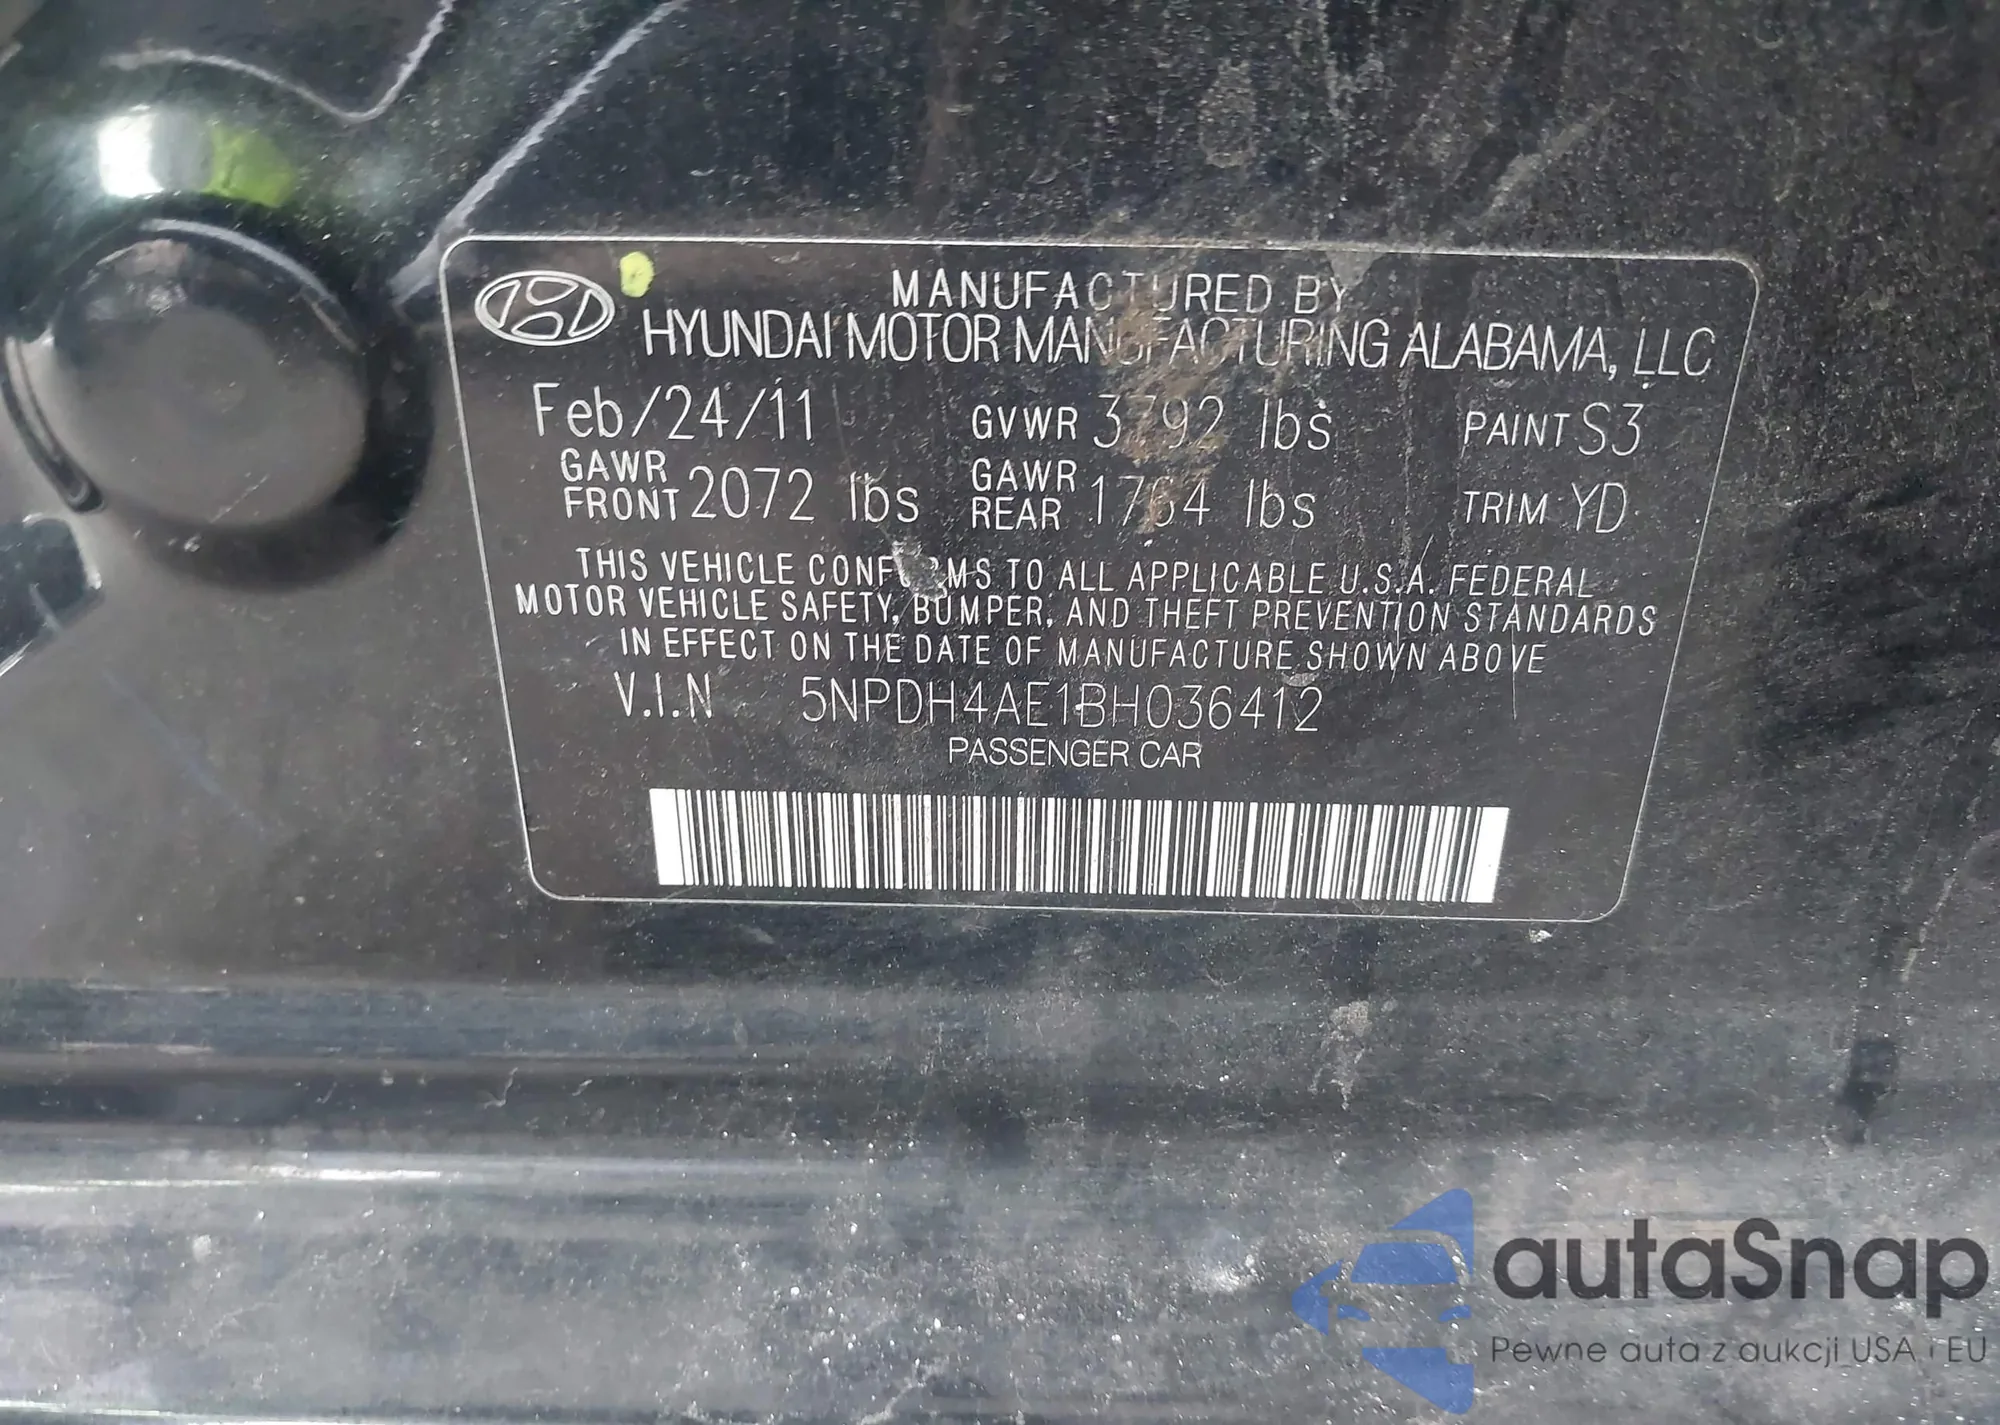 MANUFACTURED BY
HYUNDAI MOTOR MANUFACTURING ALABAMA, LLC
Feb/24/11 GVWR 3792 lbs PAINT S3
GAWR FRONT 2072 lbs GAWR REAR 1764 lbs TRIM YD
THIS VEHICLE CONFORMS TO ALL APPLICABLE U.S.A. FEDERAL
MOTOR VEHICLE SAFETY, BUMPER, AND THEFT PREVENTION STANDARDS
IN EFFECT ON THE DATE OF MANUFACTURE SHOWN ABOVE
V.I.N 5NPDH4AE1BH036412
PASSENGER CAR
autaSnap
Pewne auta z aukcji USA i EU